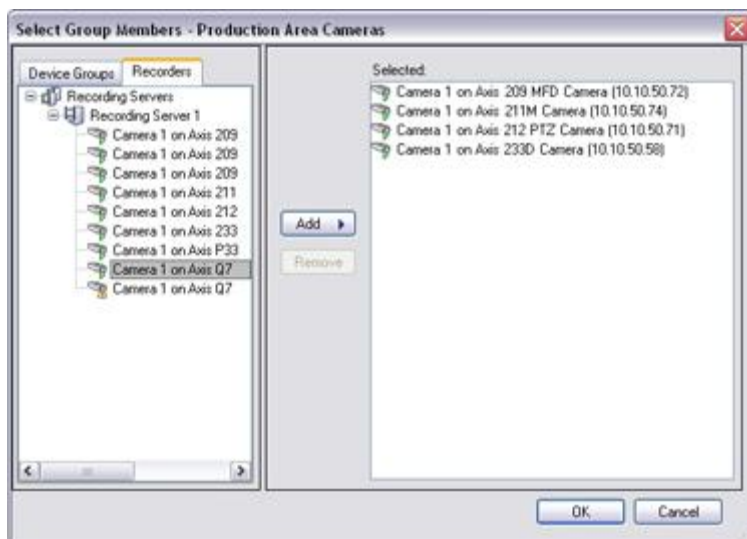 Select Group Members - Production Area Cameras
Device Groups
Recorders
Recording Servers
Recording Server 1
Camera 1 on Axis 209
Camera 1 on Axis 209
Camera 1 on Axis 209
Camera 1 on Axis 211
Camera 1 on Axis 212
Camera 1 on Axis 233
Camera 1 on Axis P33
Camera 1 on Axis Q7
Camera 1 on Axis Q7
Add
Remove
Selected:
Camera 1 on Axis 209 MFD Camera (10.10.50.72)
Camera 1 on Axis 211M Camera (10.10.50.74)
Camera 1 on Axis 212 PTZ Camera (10.10.50.71)
Camera 1 on Axis 233D Camera (10.10.50.58)
OK
Cancel